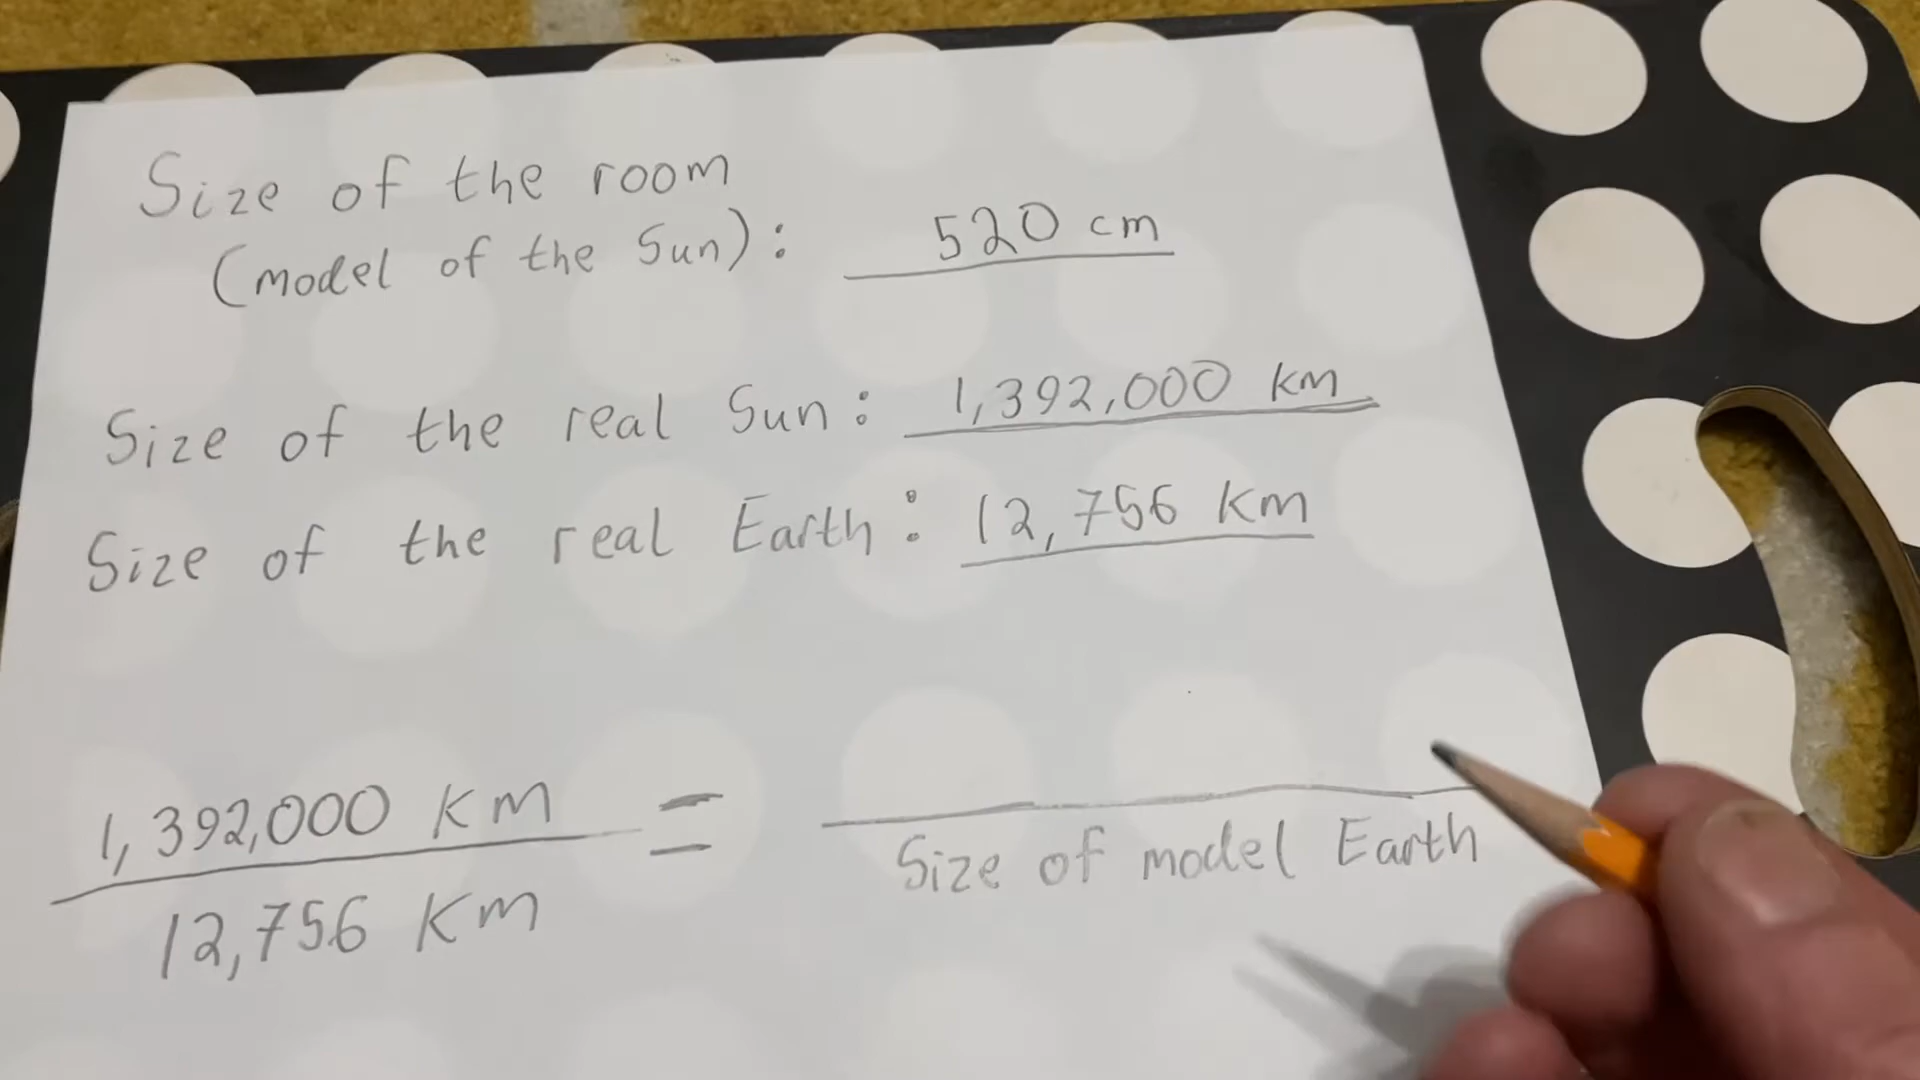 Size of the room
(model of the Sun): 520 cm
Size of the real Sun: 1,392,000 km
Size of the real Earth: 12,756 km
1,392,000 km
12,756 km
=
Size of model Earth